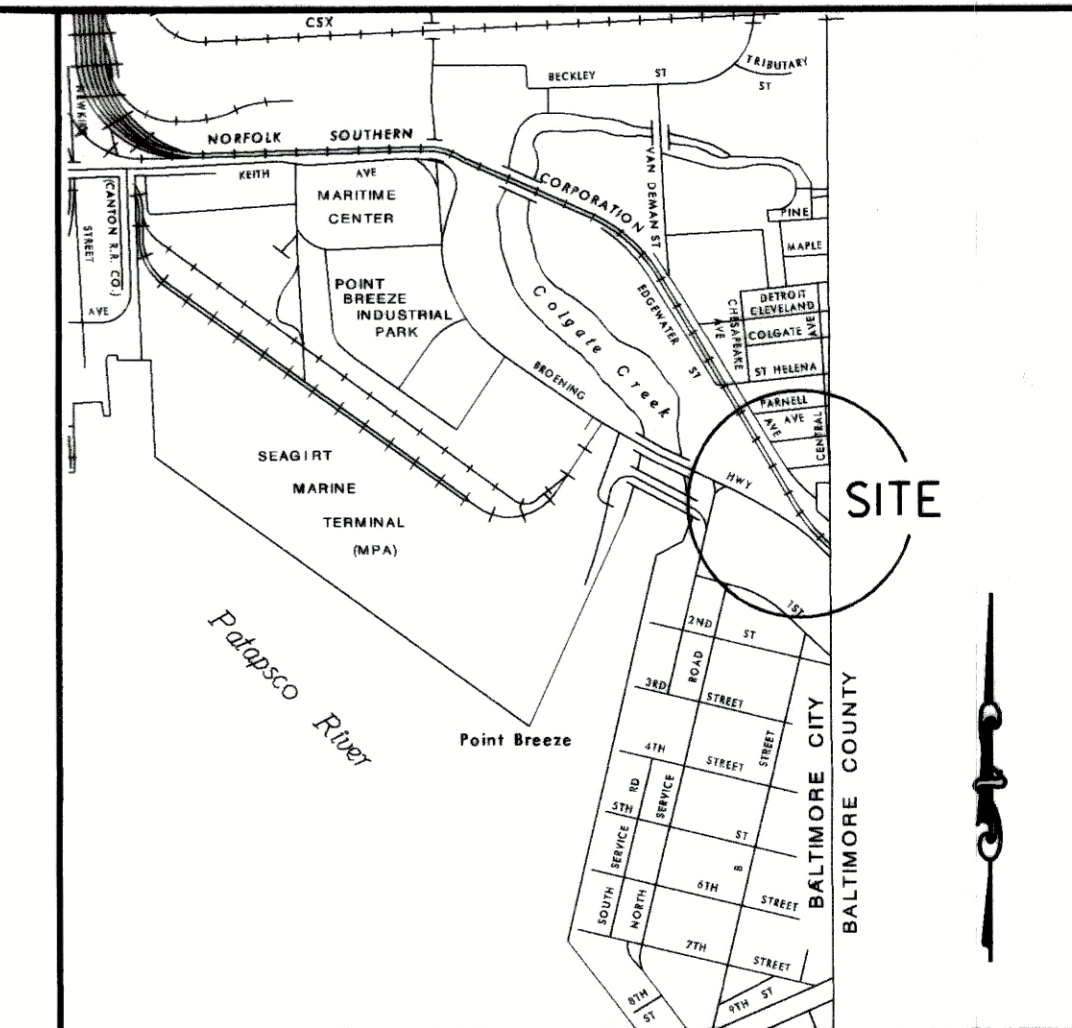 CSX
TRIBUTARY
ST
BECKLEY ST
NORFOLK SOUTHERN
CORPORATION
KEITH AVE
VAN DEMAN ST
MARITIME
CENTER
(CANTON R.R. CO.)
STREET
AVE
PINE
MAPLE
POINT
BREEZE
INDUSTRIAL
PARK
Colgate Creek
EDGEWATER ST
CHESAPEAKE
AVE
DETROIT
CLEVELAND
COLGATE
AVE
ST HELENA
BROENING
HWY
PARNELL
AVE
AVE
CENTRAL
SITE
SEAGIRT
MARINE
TERMINAL
(MPA)
Patapsco River
Point Breeze
1ST
2ND ST
ROAD
3RD STREET
4TH STREET
STREET
RD
5TH ST
SERVICE
SERVICE
B
6TH STREET
SOUTH
NORTH
7TH STREET
8TH
ST
9TH ST
BALTIMORE CITY
BALTIMORE COUNTY